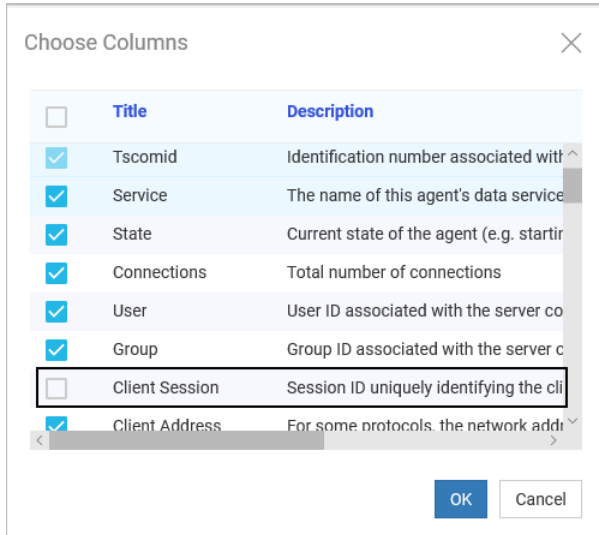 Choose Columns
Title Description
Tscomid Identification number associated with
Service The name of this agent's data service
State Current state of the agent (e.g. startin
Connections Total number of connections
User User ID associated with the server co
Group Group ID associated with the server c
Client Session Session ID uniquely identifying the cli
Client Address For some protocols, the network addr
OK Cancel